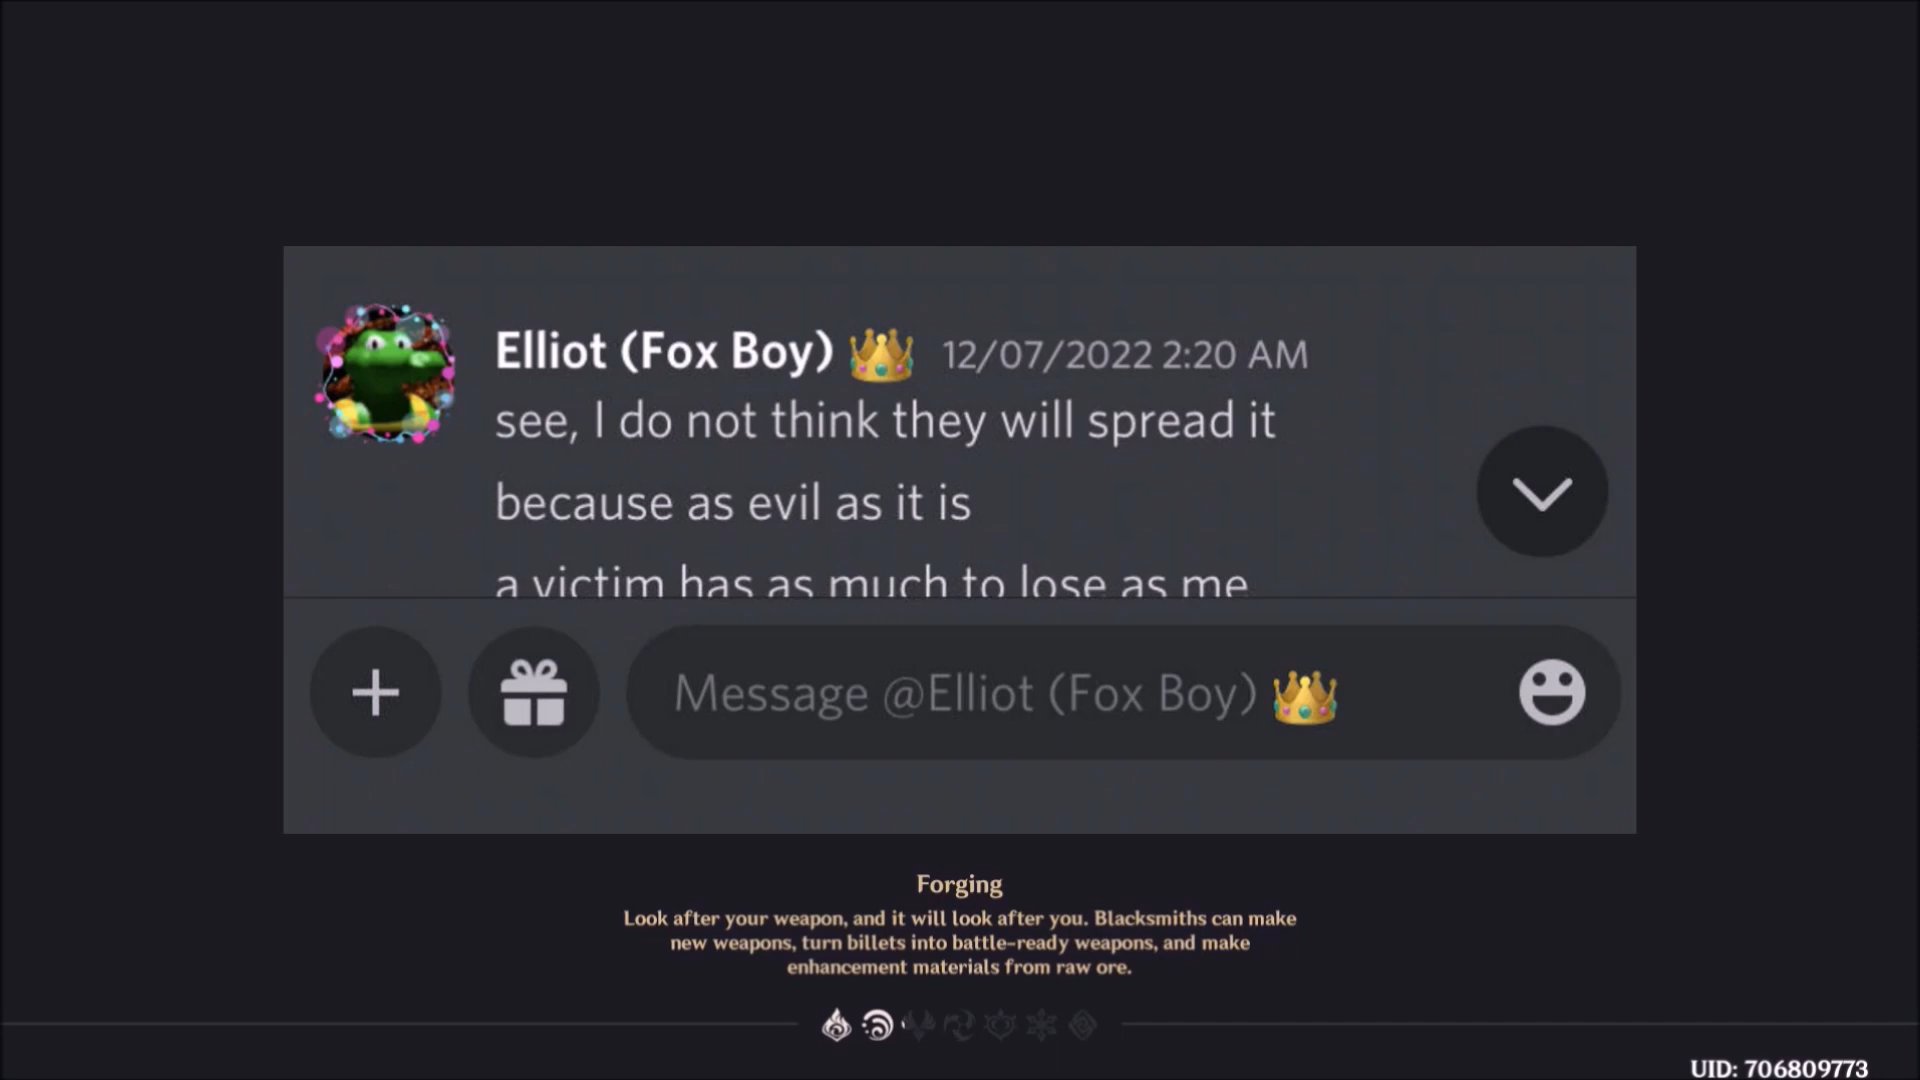 Elliot (Fox Boy) 👑 12/07/2022 2:20 AM
see, I do not think they will spread it
because as evil as it is
a victim has as much to lose as me
Message @Elliot (Fox Boy) 👑
Forging
Look after your weapon, and it will look after you. Blacksmiths can make
new weapons, turn billets into battle-ready weapons, and make
enhancement materials from raw ore.
UID: 706809773